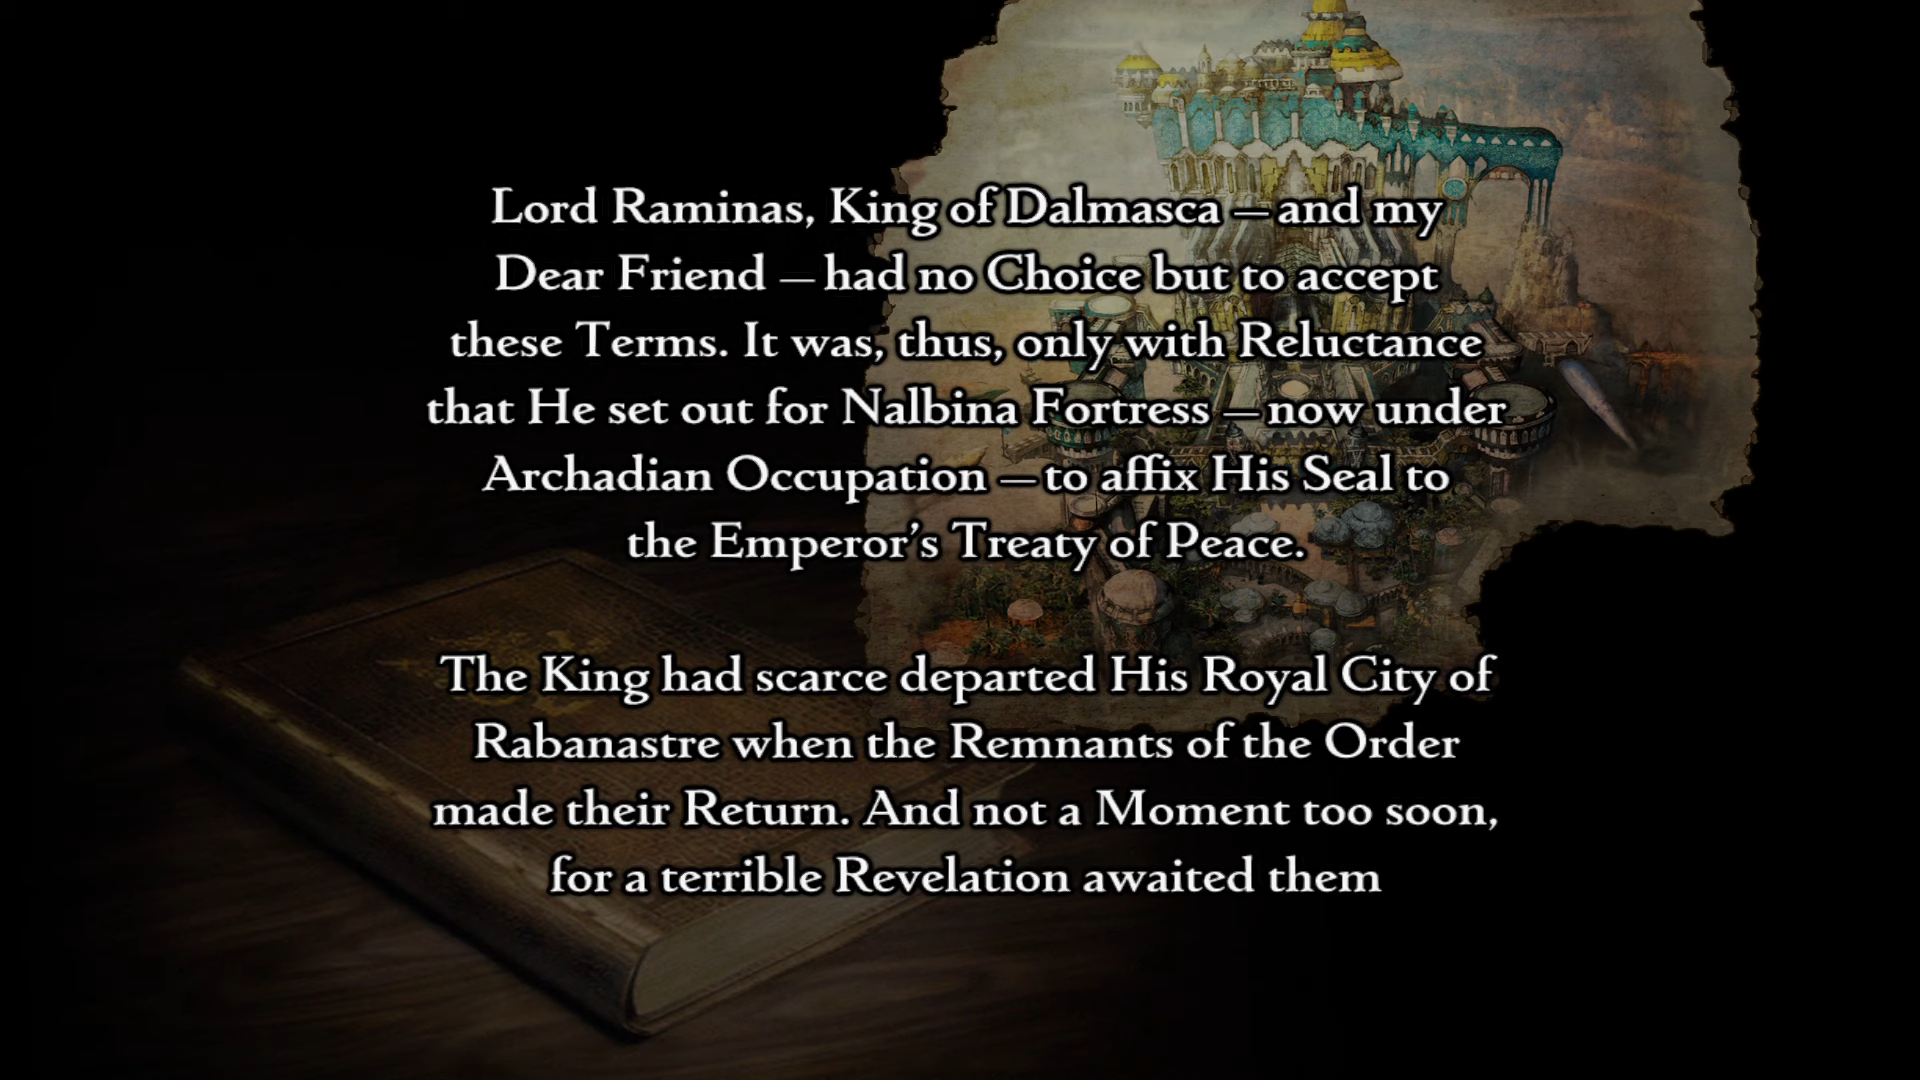 Lord Raminas, King of Dalmasca — and my
Dear Friend — had no Choice but to accept
these Terms. It was, thus, only with Reluctance
that He set out for Nalbina Fortress — now under
Archadian Occupation — to affix His Seal to
the Emperor’s Treaty of Peace.
The King had scarce departed His Royal City of
Rabanastre when the Remnants of the Order
made their Return. And not a Moment too soon,
for a terrible Revelation awaited them